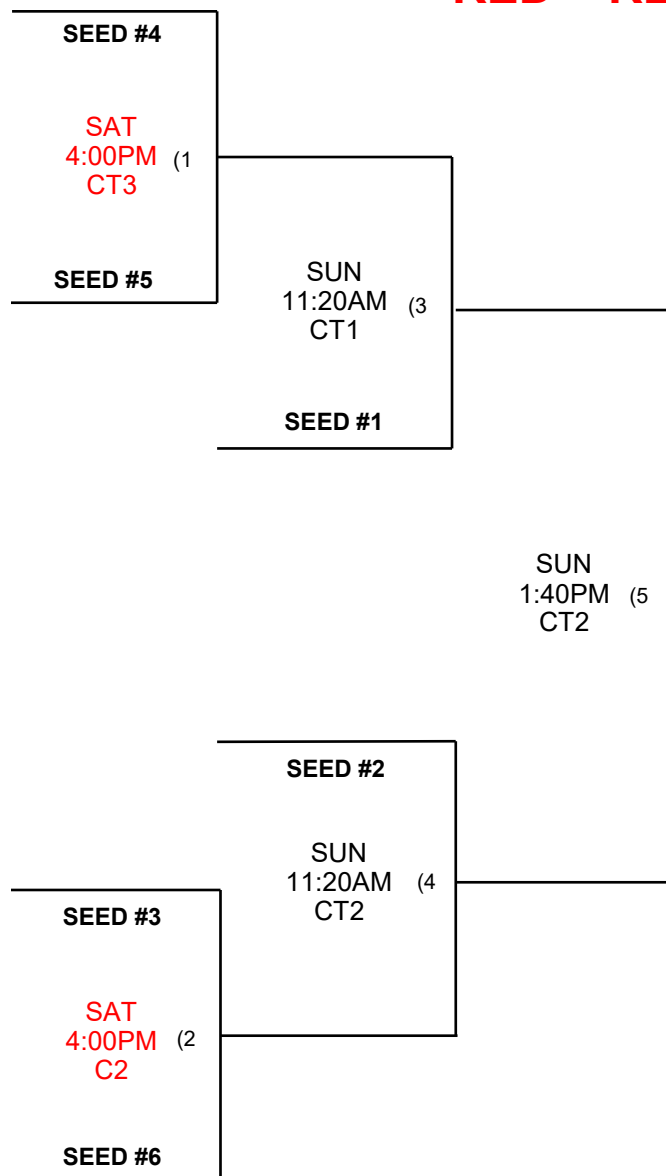 SEED #4
SAT
4:00PM (1
CT3
SEED #5
SUN
11:20AM (3
CT1
SEED #1
SUN
1:40PM (5
CT2
SEED #2
SUN
11:20AM (4
CT2
SEED #3
SAT
4:00PM (2
C2
SEED #6